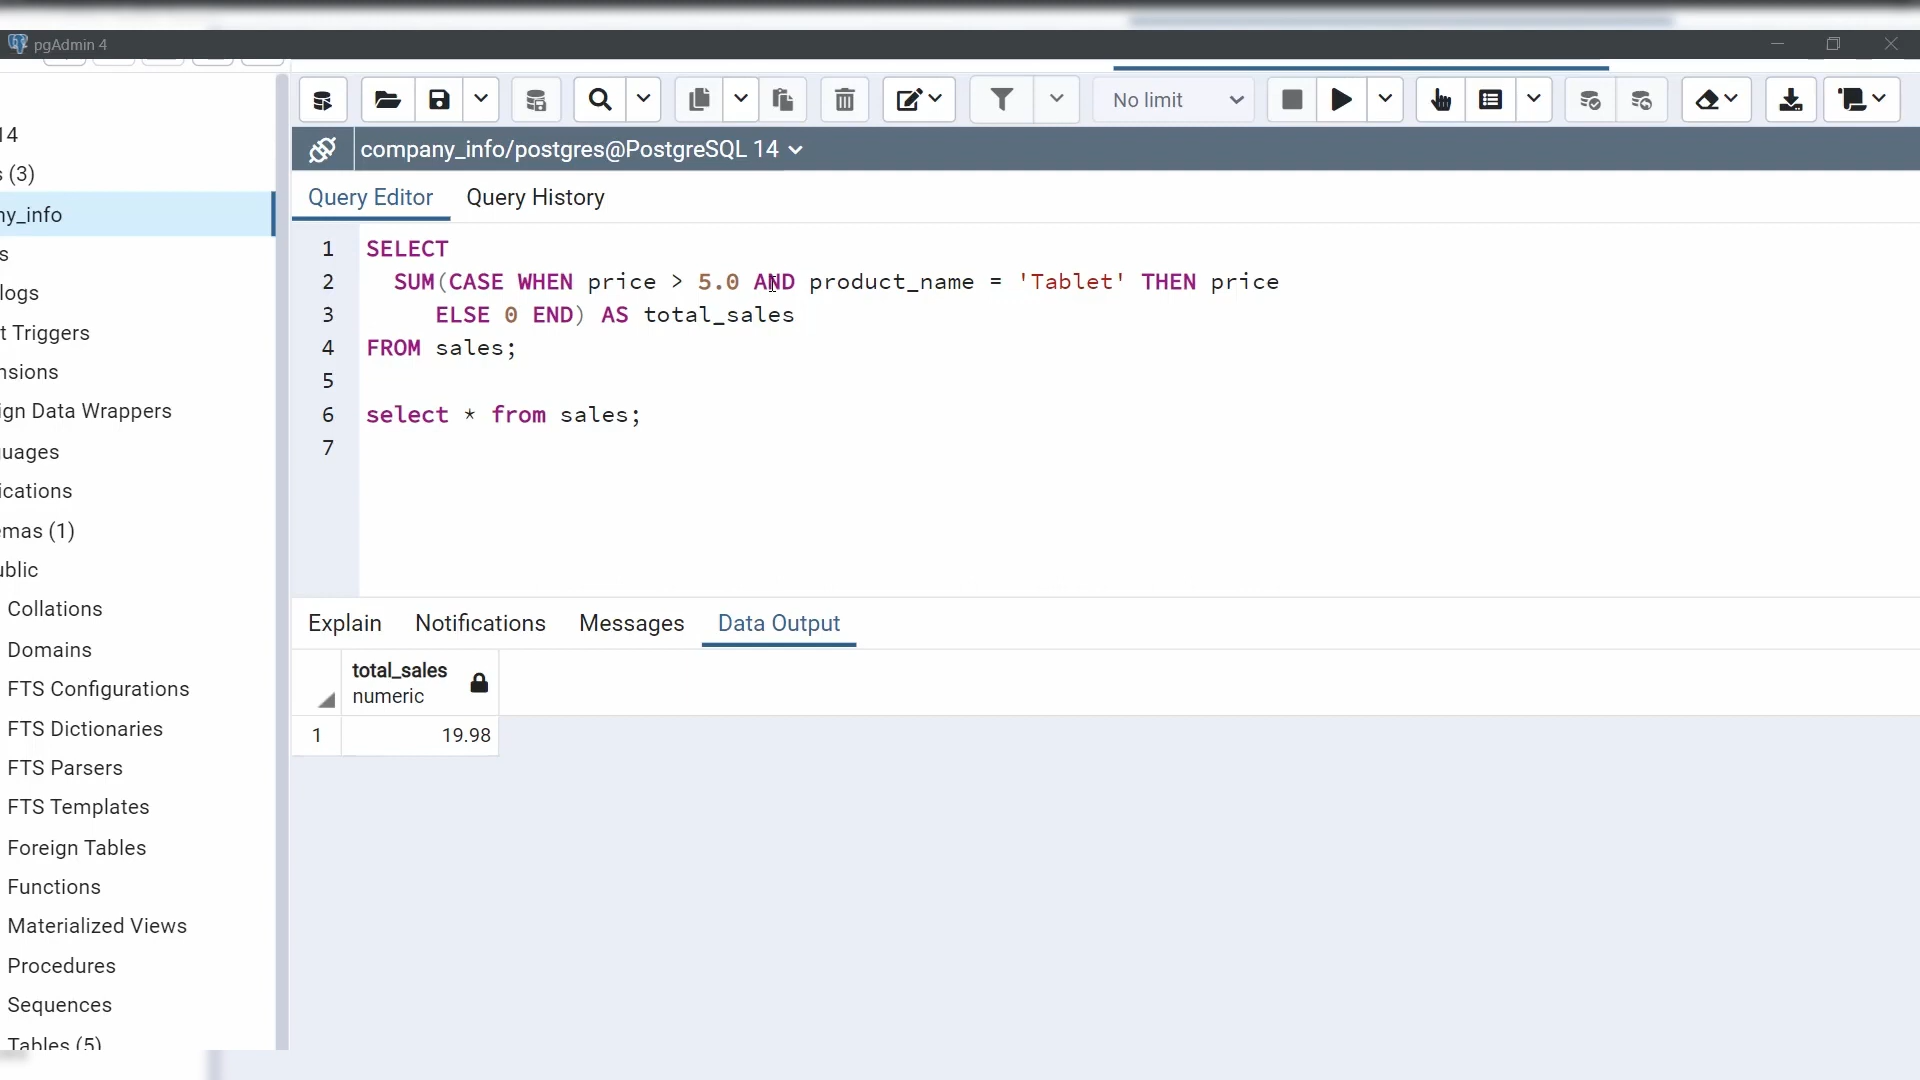 pgAdmin 4
14
s (3)
ny_info
s
logs
t Triggers
nsions
ign Data Wrappers
uages
ications
emas (1)
ublic
Collations
Domains
FTS Configurations
FTS Dictionaries
FTS Parsers
FTS Templates
Foreign Tables
Functions
Materialized Views
Procedures
Sequences
Tables (5)
No limit
company_info/postgres@PostgreSQL 14
Query Editor Query History
1 SELECT
2 SUM(CASE WHEN price > 5.0 AND product_name = 'Tablet' THEN price
3 ELSE 0 END) AS total_sales
4 FROM sales;
5
6 select * from sales;
7
Explain Notifications Messages Data Output
total_sales
numeric
1 19.98